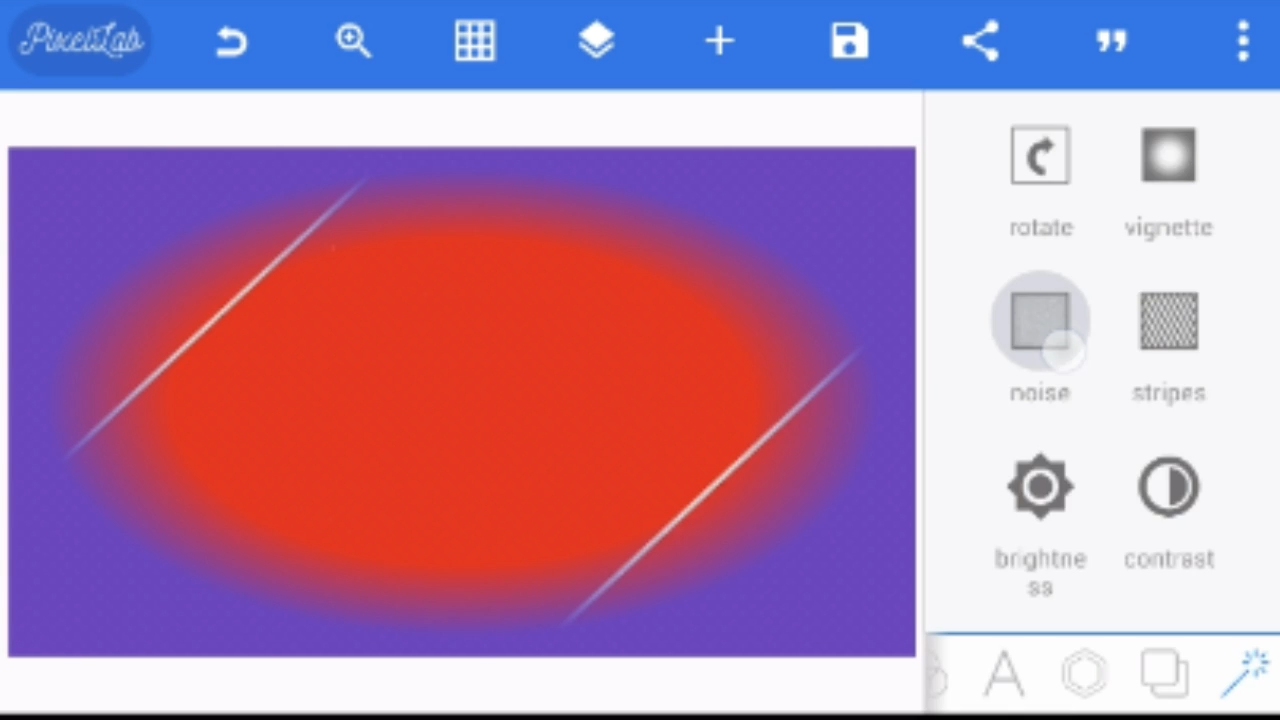 PixelLab
rotate
vignette
noise
stripes
brightne
ss
contrast